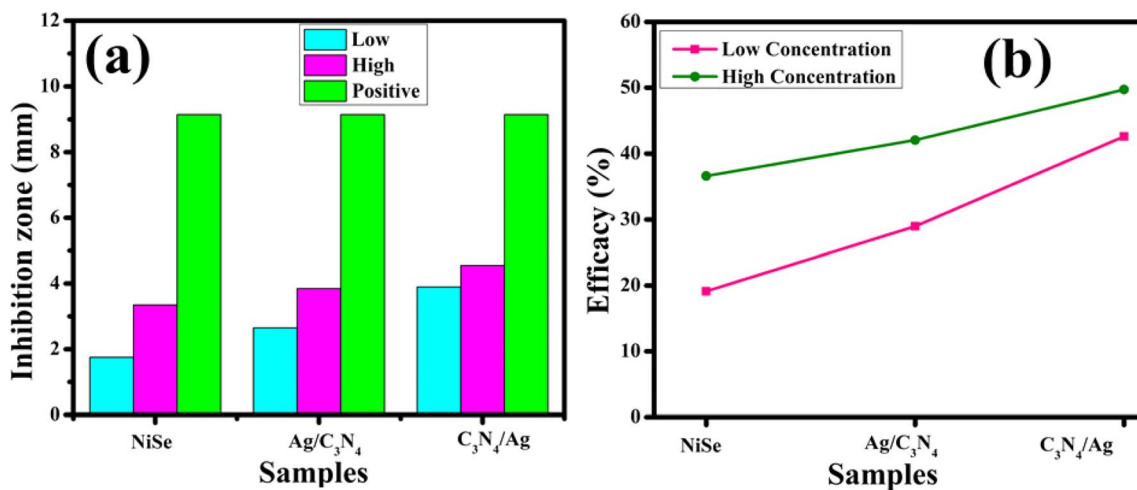 (a)
Low
High
Positive
Inhibition zone (mm)
12
10
8
6
4
2
0
NiSe
Ag/C₃N₄
C₃N₄/Ag
Samples
(b)
Low Concentration
High Concentration
Efficacy (%)
60
50
40
30
20
10
0
NiSe
Ag/C₃N₄
C₃N₄/Ag
Samples